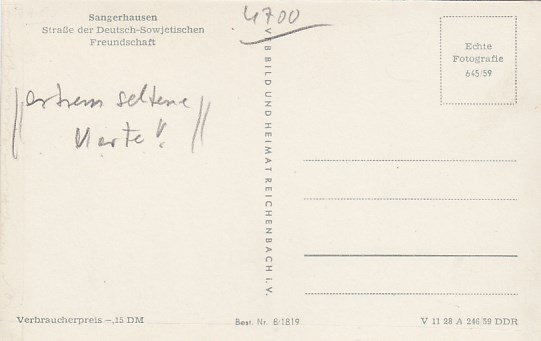 Sangerhausen
Straße der Deutsch-Sowjetischen
Freundschaft
4700
Echte
Fotografie
645/59
extrem seltene
Karte!
VEB BILD UND HEIMAT REICHENBACH i. V.
Verbraucherpreis -,15 DM
Best. Nr. B 1819
V 11 28 A 246/59 DDR